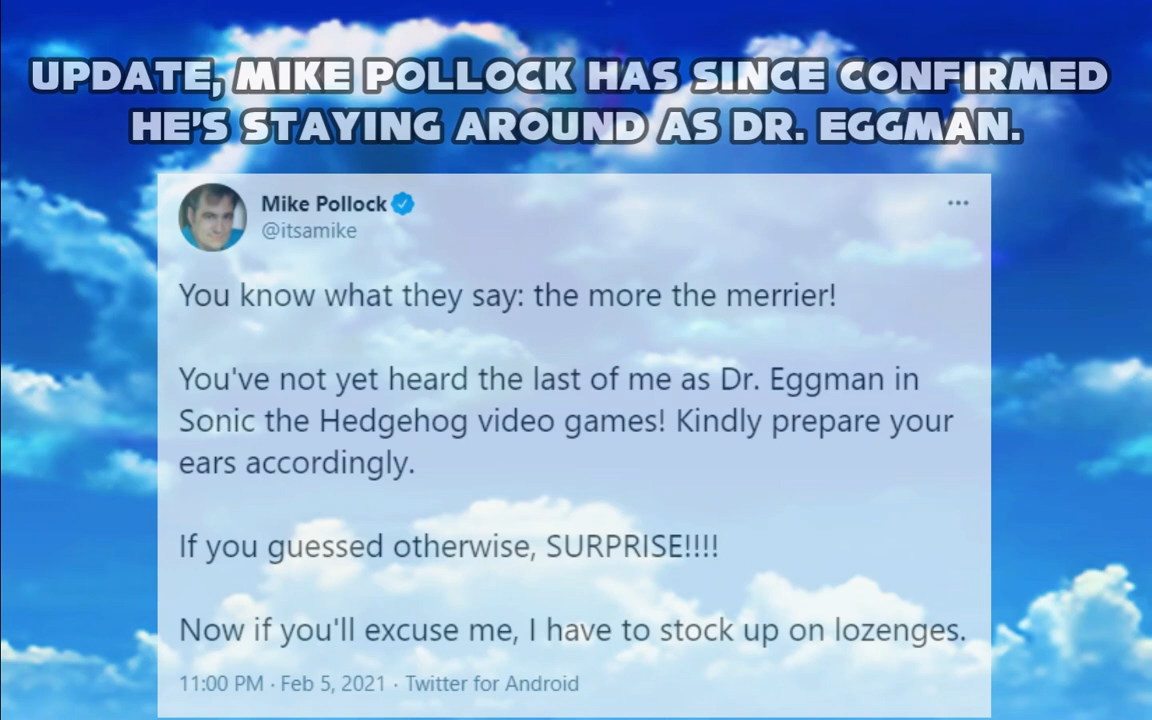 UPDATE, MIKE POLLOCK HAS SINCE CONFIRMED
HE'S STAYING AROUND AS DR. EGGMAN.
Mike Pollock
@itsamike
You know what they say: the more the merrier!
You've not yet heard the last of me as Dr. Eggman in
Sonic the Hedgehog video games! Kindly prepare your
ears accordingly.
If you guessed otherwise, SURPRISE!!!!
Now if you'll excuse me, I have to stock up on lozenges.
11:00 PM · Feb 5, 2021 · Twitter for Android